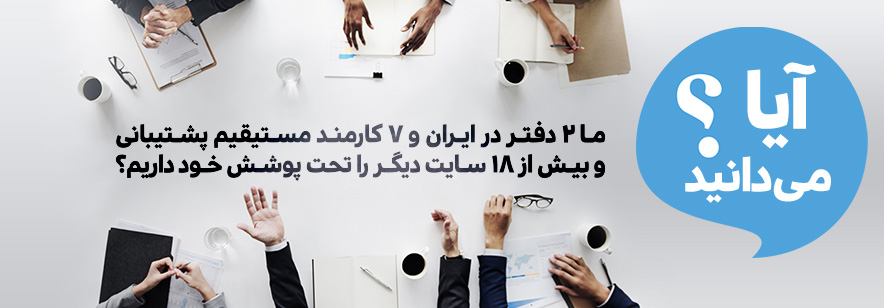 آیا ؟
می‌دانید
ما ۲ دفتر در ایران و ۷ کارمند مستیقیم پشتیبانی
و بیش از ۱۸ سایت دیگر را تحت پوشش خود داریم؟